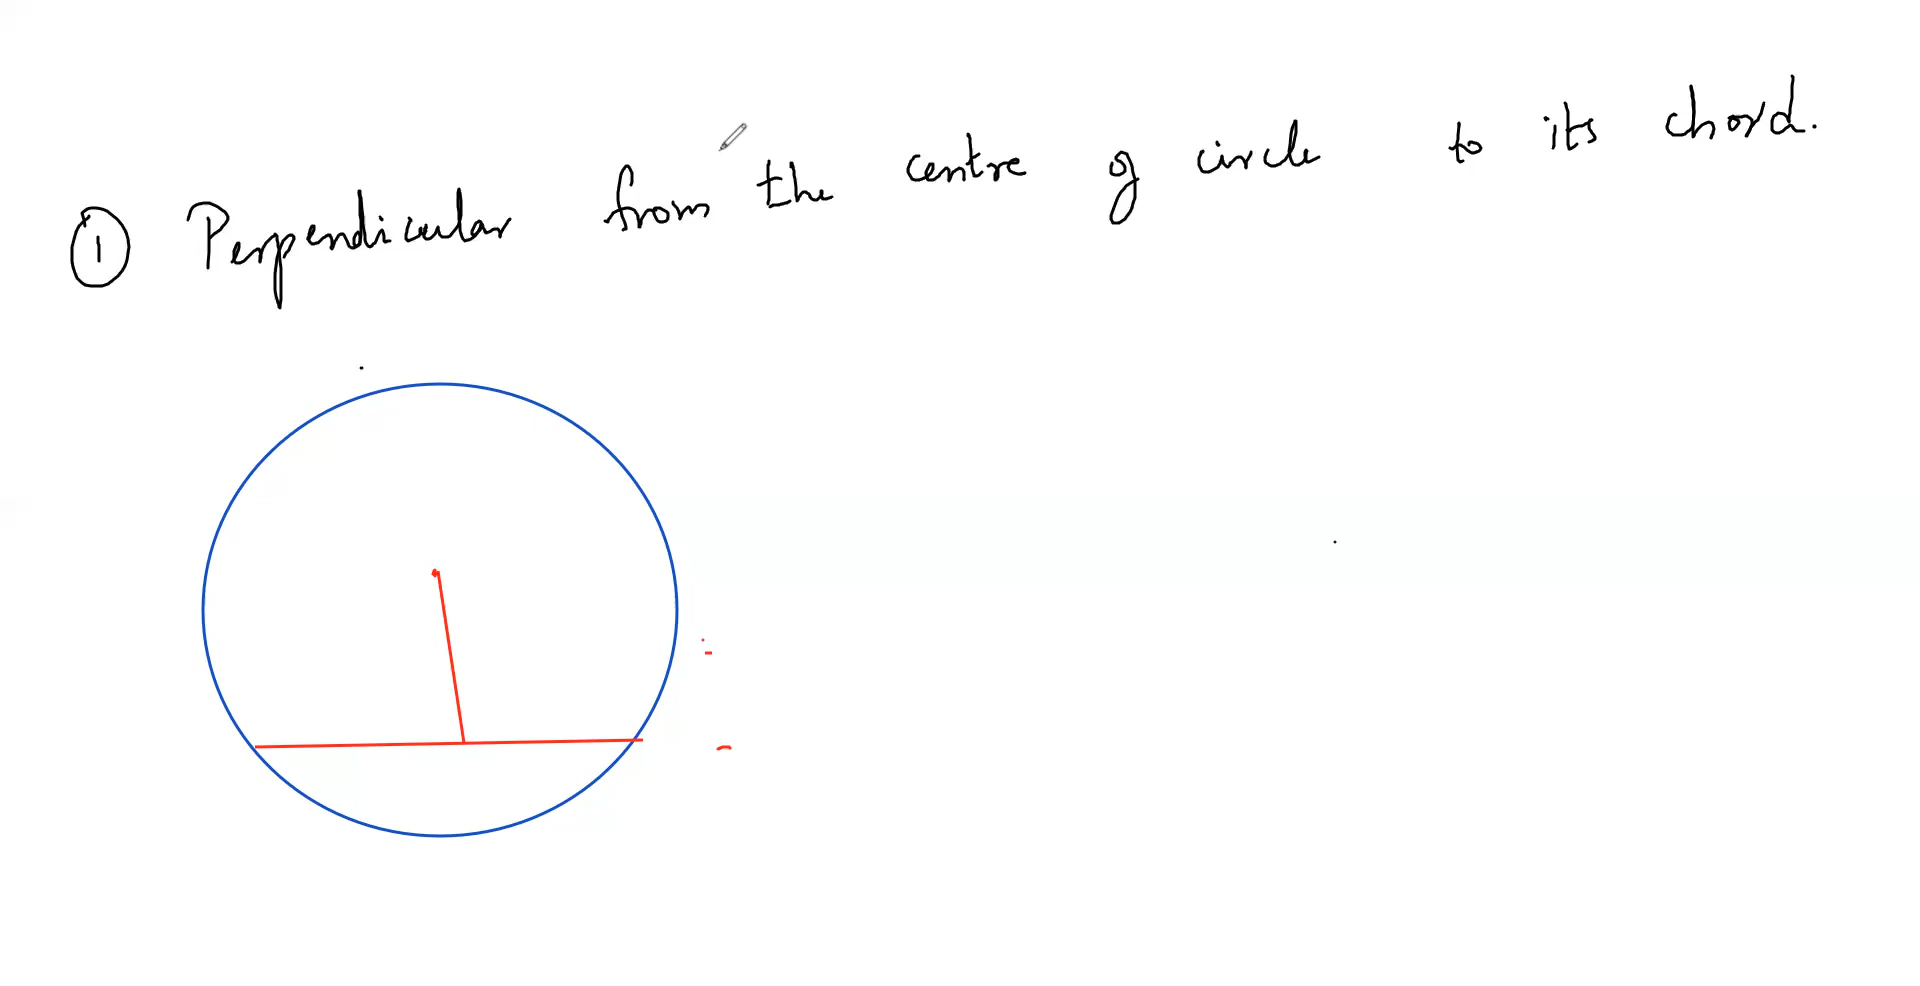 ① Perpendicular from the centre of circle to its chord.